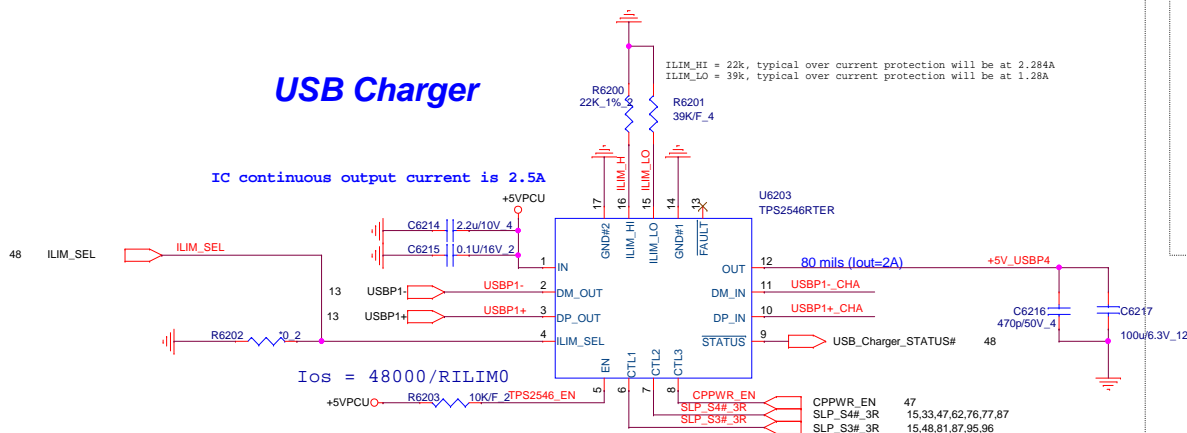 USB Charger
ILIM_HI = 22k, typical over current protection will be at 2.284A
ILIM_LO = 39k, typical over current protection will be at 1.28A
R6200
22K_1%_2
R6201
39K/F_4
IC continuous output current is 2.5A
+5VPCU
C6214
2.2u/10V_4
C6215
0.1U/16V_2
ILIM_HI
ILIM_LO
17
16
15
14
13
U6203
TPS2546RTER
GND#2
ILIM_HI
ILIM_LO
GND#1
FAULT
48 ILIM_SEL
ILIM_SEL
1 IN
OUT 12
80 mils (Iout=2A)
+5V_USBP4
13 USBP1-
USBP1-
2 DM_OUT
DM_IN 11
USBP1-_CHA
13 USBP1+
USBP1+
3 DP_OUT
DP_IN 10
USBP1+_CHA
C6216
470p/50V_4
C6217
100u/6.3V_12
R6202
*0_2
4 ILIM_SEL
STATUS 9
USB_Charger_STATUS# 48
EN
CTL1
CTL2
CTL3
5
6
7
8
Ios = 48000/RILIM0
+5VPCU
R6203
10K/F_2
TPS2546_EN
CPPWR_EN
CPPWR_EN 47
SLP_S4#_3R
SLP_S4#_3R 15,33,47,62,76,77,87
SLP_S3#_3R
SLP_S3#_3R 15,48,81,87,95,96